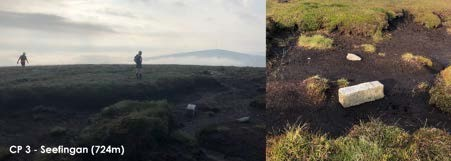 CP 3 - Seefingan (724m)